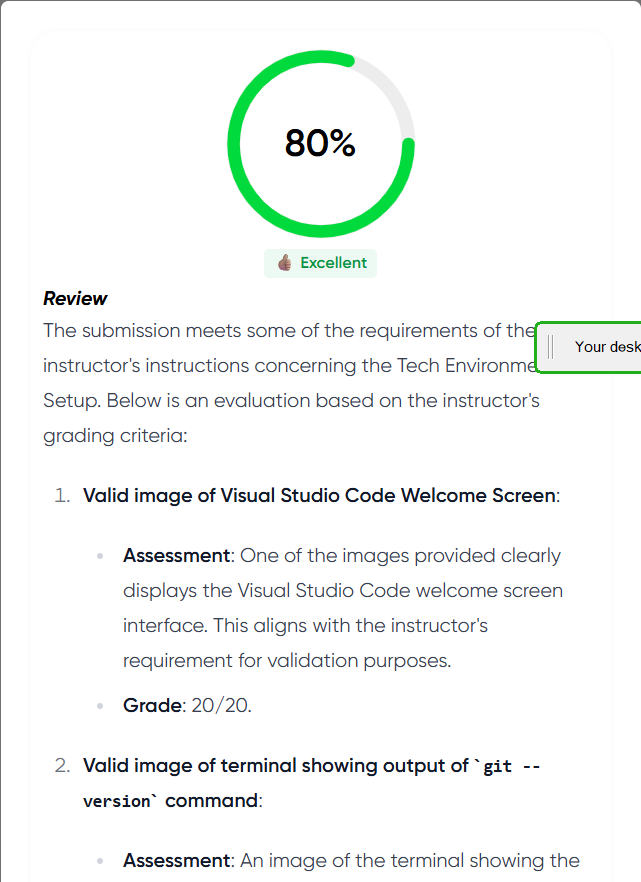 80%
Excellent
Review
The submission meets some of the requirements of the
instructor's instructions concerning the Tech Environme
Setup. Below is an evaluation based on the instructor's
grading criteria:
1. Valid image of Visual Studio Code Welcome Screen:
Assessment: One of the images provided clearly
displays the Visual Studio Code welcome screen
interface. This aligns with the instructor's
requirement for validation purposes.
Grade: 20/20.
2. Valid image of terminal showing output of `git --
version` command:
Assessment: An image of the terminal showing the
Your desk